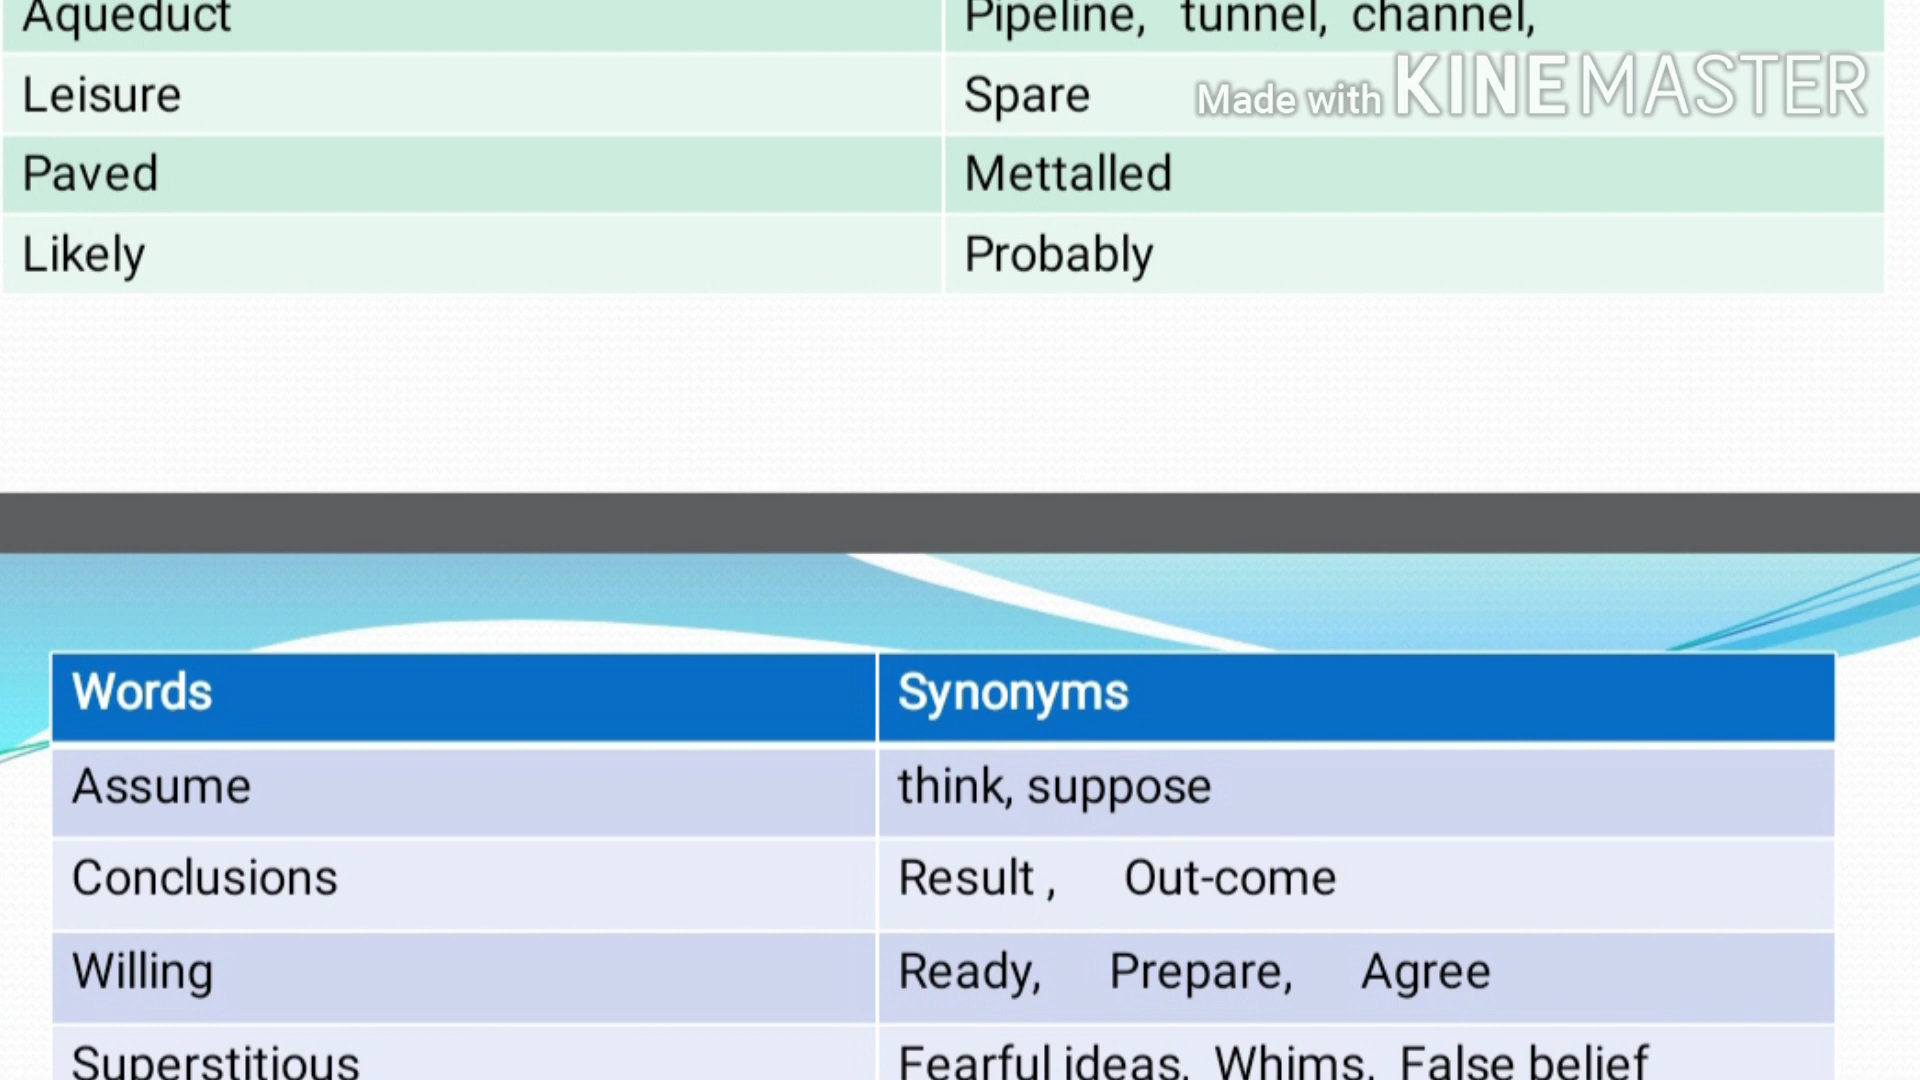 Aqueduct Pipeline, tunnel, channel,
Leisure Spare
Made with KINEMASTER
Paved Mettalled
Likely Probably
Words Synonyms
Assume think, suppose
Conclusions Result , Out-come
Willing Ready, Prepare, Agree
Superstitious Fearful ideas, Whims, False belief